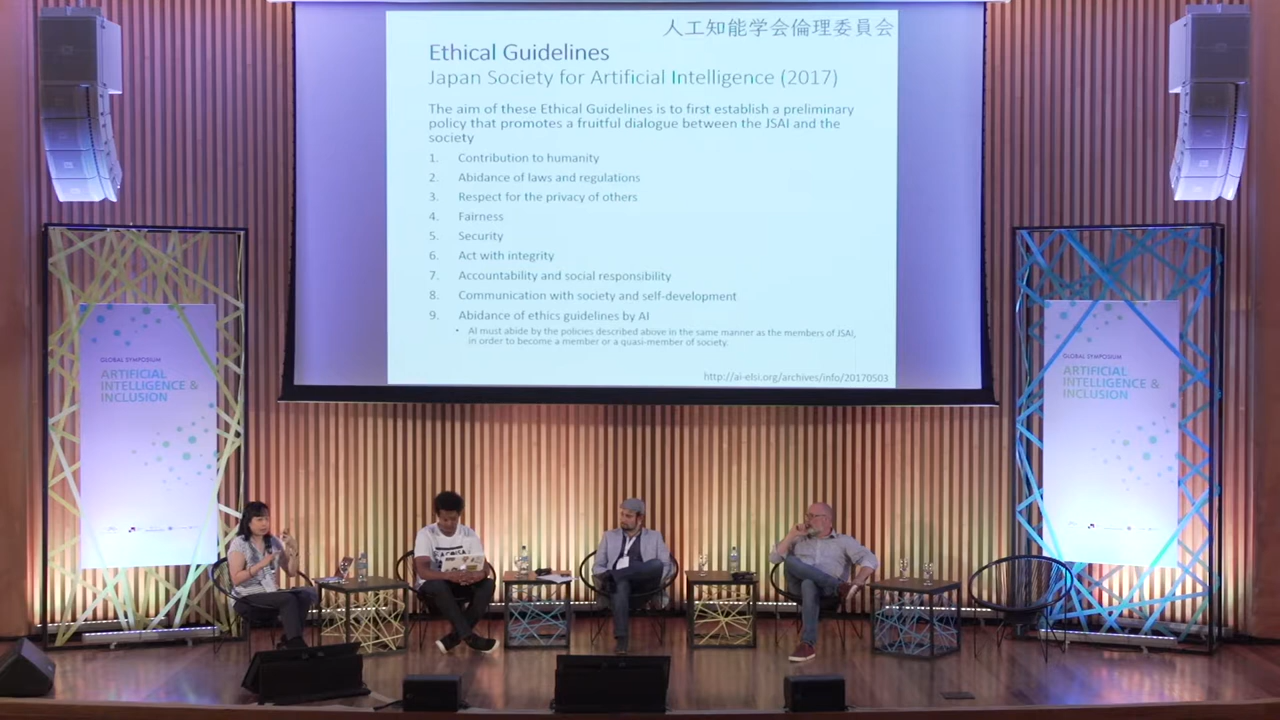 人工知能学会倫理委員会
Ethical Guidelines
Japan Society for Artificial Intelligence (2017)
The aim of these Ethical Guidelines is to first establish a preliminary
policy that promotes a fruitful dialogue between the JSAI and the
society
1. Contribution to humanity
2. Abidance of laws and regulations
3. Respect for the privacy of others
4. Fairness
5. Security
6. Act with integrity
7. Accountability and social responsibility
8. Communication with society and self-development
9. Abidance of ethics guidelines by AI
• AI must abide by the policies described above in the same manner as the members of JSAI,
in order to become a member or a quasi-member of society.
http://ai-elsi.org/archives/info/20170503
GLOBAL SYMPOSIUM
ARTIFICIAL
INTELLIGENCE &
INCLUSION
GLOBAL SYMPOSIUM
ARTIFICIAL
INTELLIGENCE &
INCLUSION